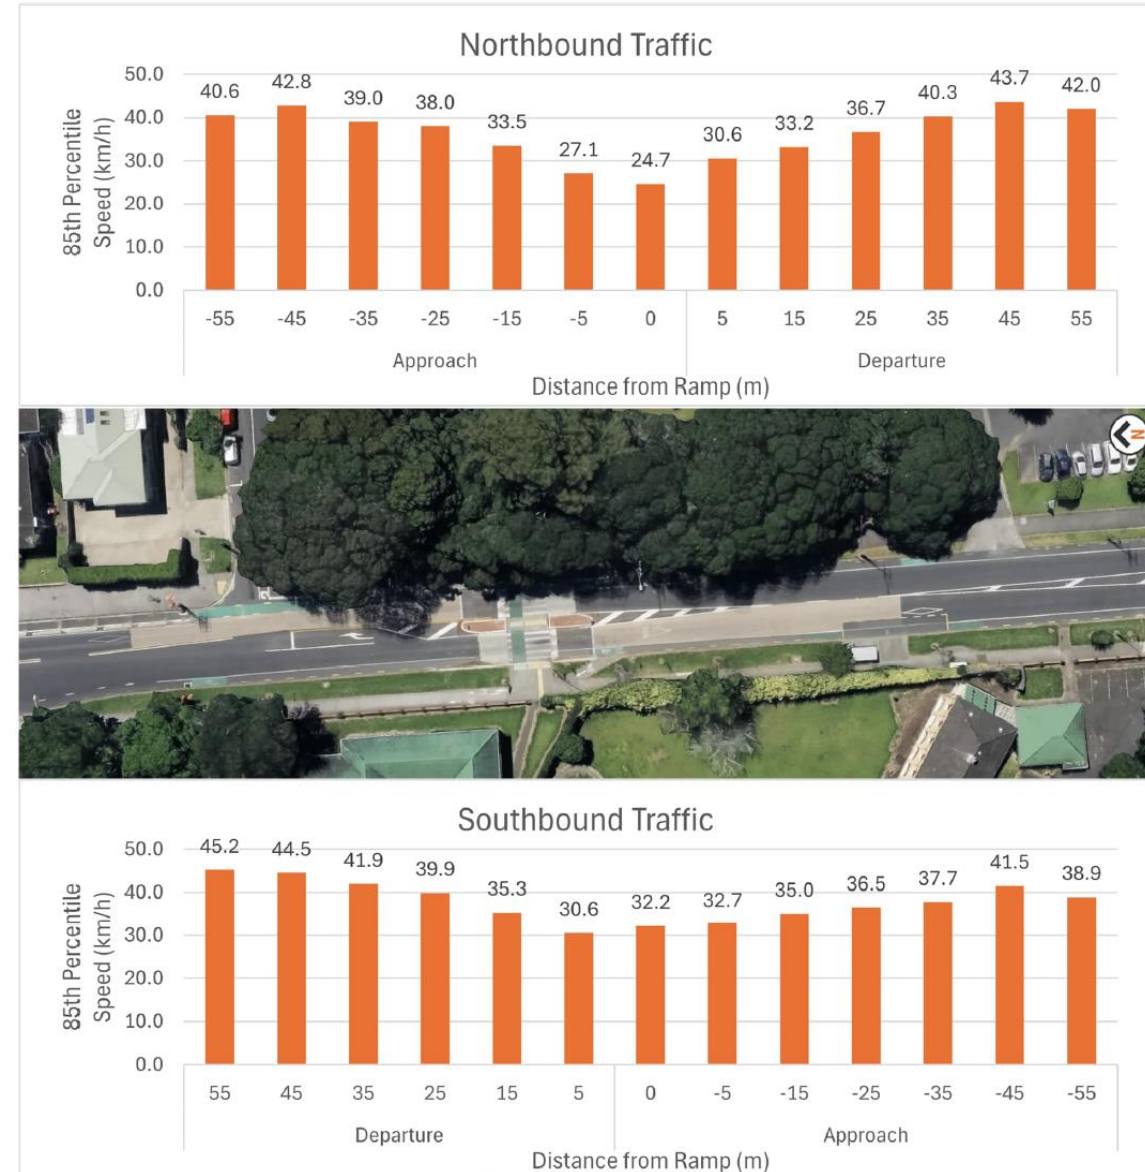 Northbound Traffic
85th Percentile
Speed (km/h)
50.0
40.0
30.0
20.0
10.0
0.0
40.6 42.8 39.0 38.0 33.5 27.1 24.7 30.6 33.2 36.7 40.3 43.7 42.0
-55 -45 -35 -25 -15 -5 0 5 15 25 35 45 55
Approach Departure
Distance from Ramp (m)
N
Southbound Traffic
85th Percentile
Speed (km/h)
50.0
40.0
30.0
20.0
10.0
0.0
45.2 44.5 41.9 39.9 35.3 30.6 32.2 32.7 35.0 36.5 37.7 41.5 38.9
55 45 35 25 15 5 0 -5 -15 -25 -35 -45 -55
Departure Approach
Distance from Ramp (m)